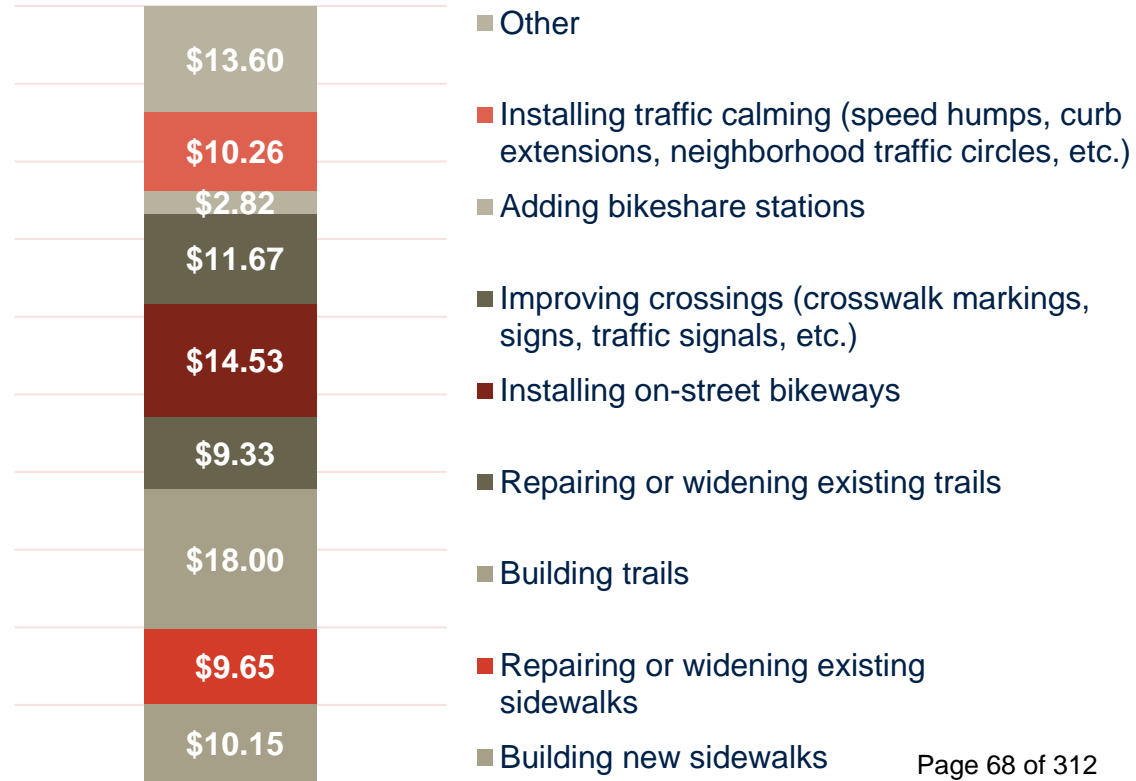 $13.60
$10.26
$2.82
$11.67
$14.53
$9.33
$18.00
$9.65
$10.15
Other
Installing traffic calming (speed humps, curb
extensions, neighborhood traffic circles, etc.)
Adding bikeshare stations
Improving crossings (crosswalk markings,
signs, traffic signals, etc.)
Installing on-street bikeways
Repairing or widening existing trails
Building trails
Repairing or widening existing
sidewalks
Building new sidewalks
Page 68 of 312